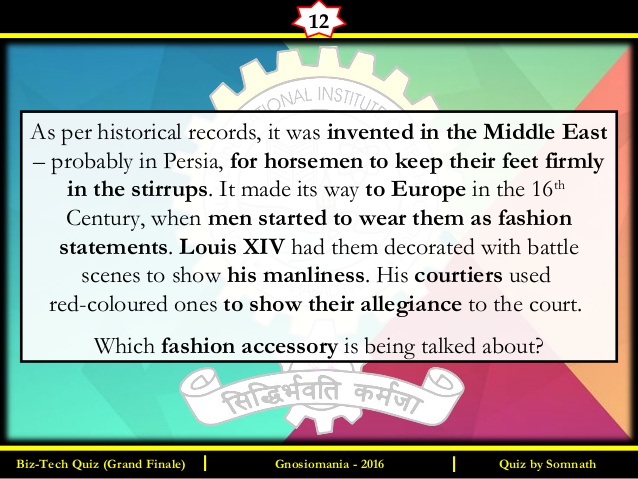 12
TIONAL INSTITUTE
As per historical records, it was invented in the Middle East
– probably in Persia, for horsemen to keep their feet firmly
in the stirrups. It made its way to Europe in the 16th
Century, when men started to wear them as fashion
statements. Louis XIV had them decorated with battle
scenes to show his manliness. His courtiers used
red-coloured ones to show their allegiance to the court.
Which fashion accessory is being talked about?
सिद्धिर्भवति कर्मजा
Biz-Tech Quiz (Grand Finale) | Gnosiomania - 2016 | Quiz by Somnath